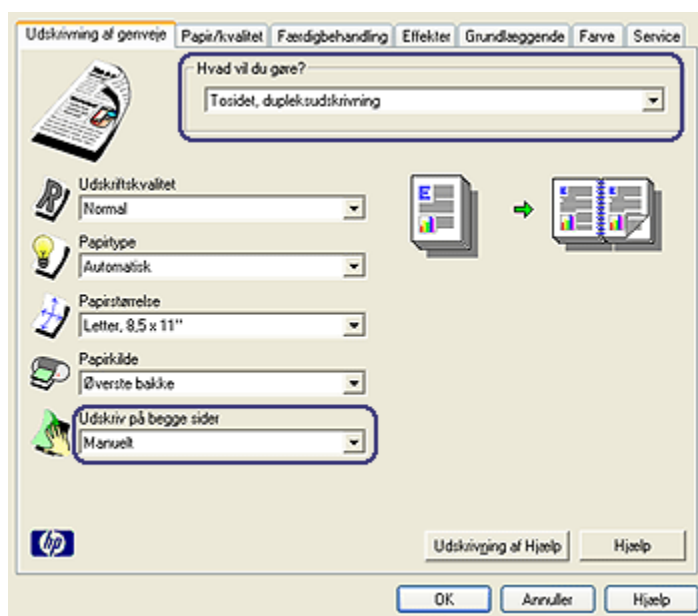 Udskrivning af genveje Papir/kvalitet Færdigbehandling Effekter Grundlæggende Farve Service
Hvad vil du gøre?
Tosidet, dupleksudskrivning
Udskriftskvalitet
Normal
Papirtype
Automatisk
Papirstørrelse
Letter, 8,5 x 11"
Papirkilde
Øverste bakke
Udskriv på begge sider
Manuelt
hp
Udskrivning af Hjælp Hjælp
OK Annuller Hjælp